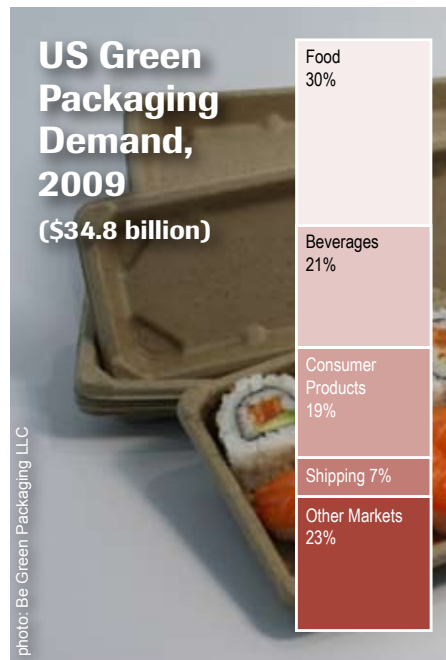 US Green
Packaging
Demand,
2009
($34.8 billion)
Food
30%
Beverages
21%
Consumer
Products
19%
Shipping 7%
Other Markets
23%
photo: Be Green Packaging LLC